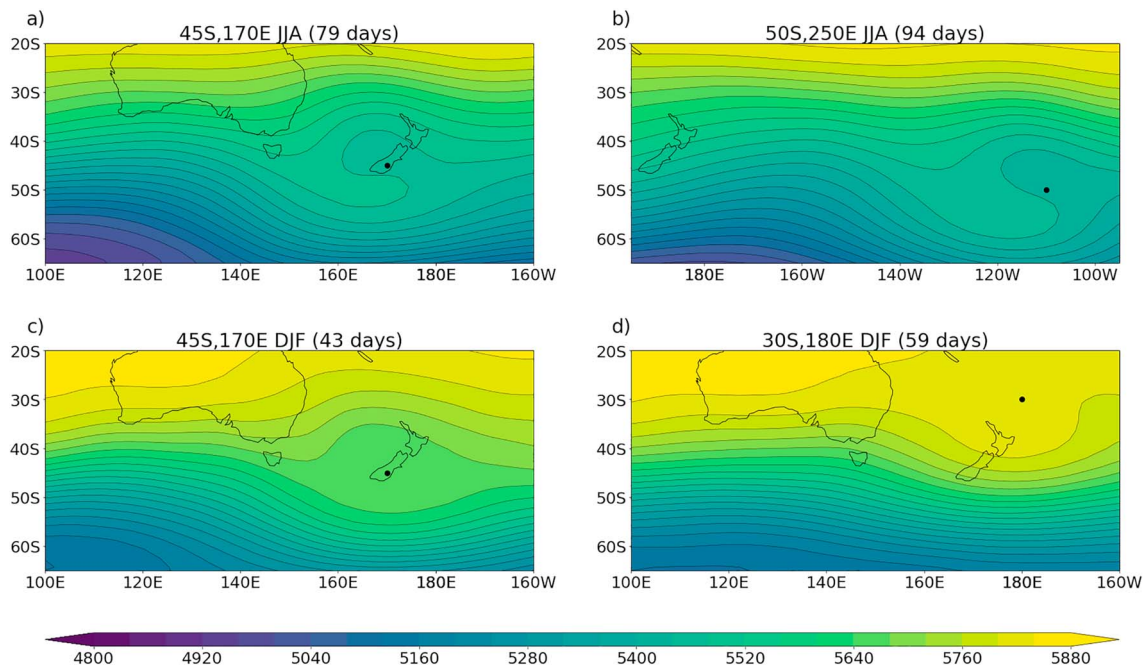 a)
45S,170E JJA (79 days)
20S
30S
40S
50S
60S
100E 120E 140E 160E 180E 160W
b)
50S,250E JJA (94 days)
20S
30S
40S
50S
60S
180E 160W 140W 120W 100W
c)
45S,170E DJF (43 days)
20S
30S
40S
50S
60S
100E 120E 140E 160E 180E 160W
d)
30S,180E DJF (59 days)
20S
30S
40S
50S
60S
100E 120E 140E 160E 180E 160W
4800 4920 5040 5160 5280 5400 5520 5640 5760 5880